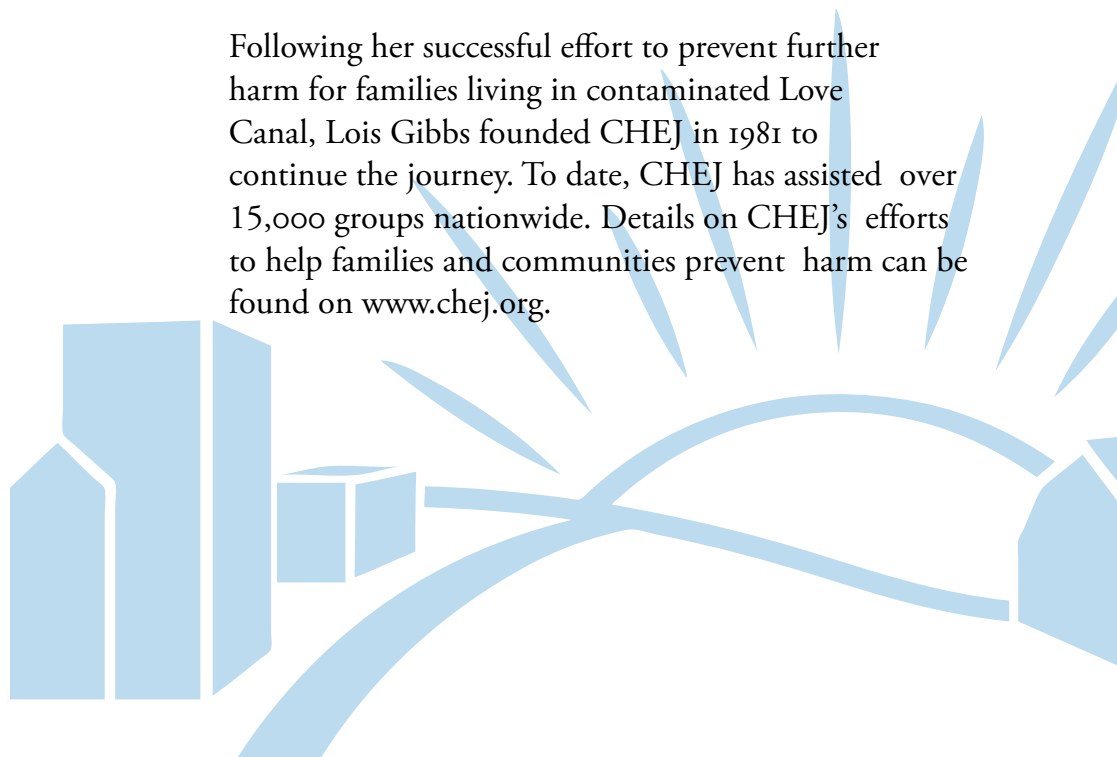 Following her successful effort to prevent further
harm for families living in contaminated Love
Canal, Lois Gibbs founded CHEJ in 1981 to
continue the journey. To date, CHEJ has assisted  over
15,000 groups nationwide. Details on CHEJ’s  efforts
to help families and communities prevent  harm can be
found on www.chej.org.